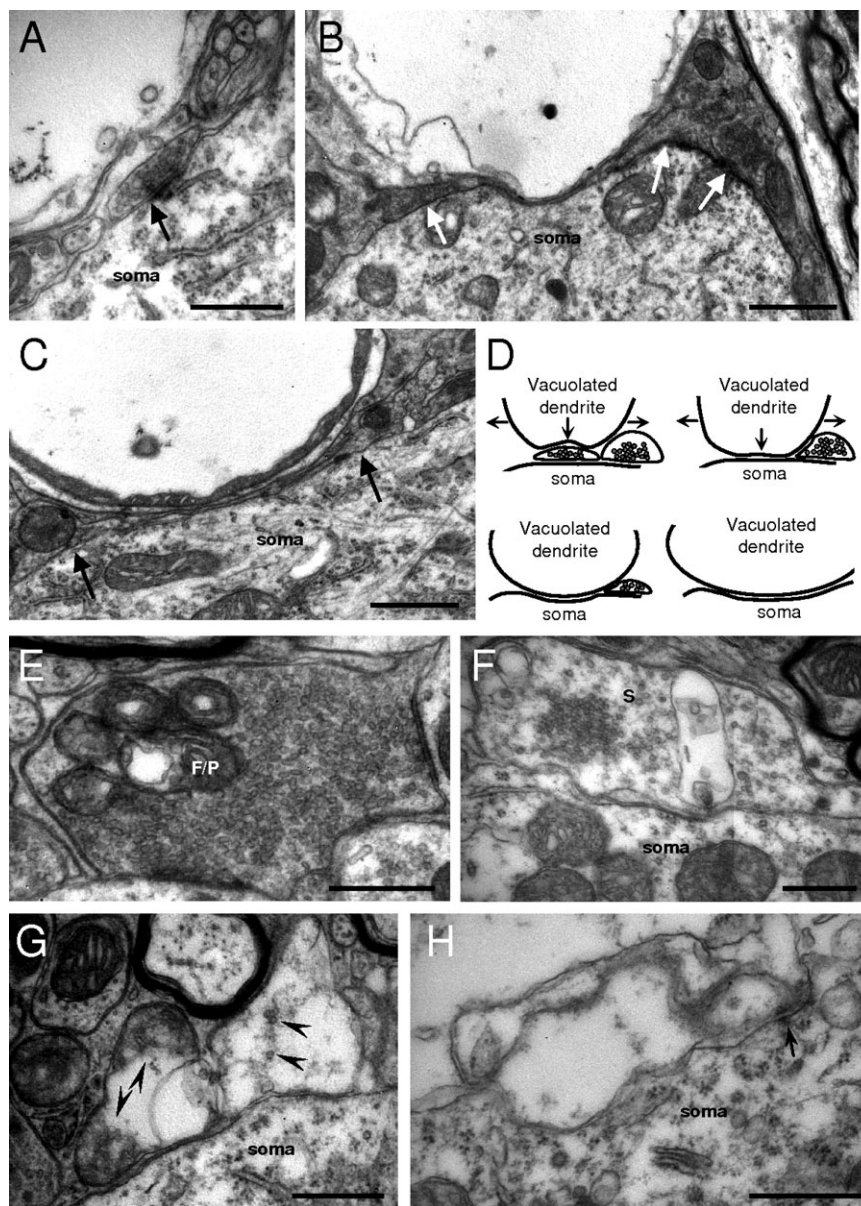 A
soma
B
soma
C
soma
D
Vacuolated
dendrite
soma
Vacuolated
dendrite
soma
Vacuolated
dendrite
soma
Vacuolated
dendrite
soma
E
F/P
F
S
soma
G
soma
H
soma